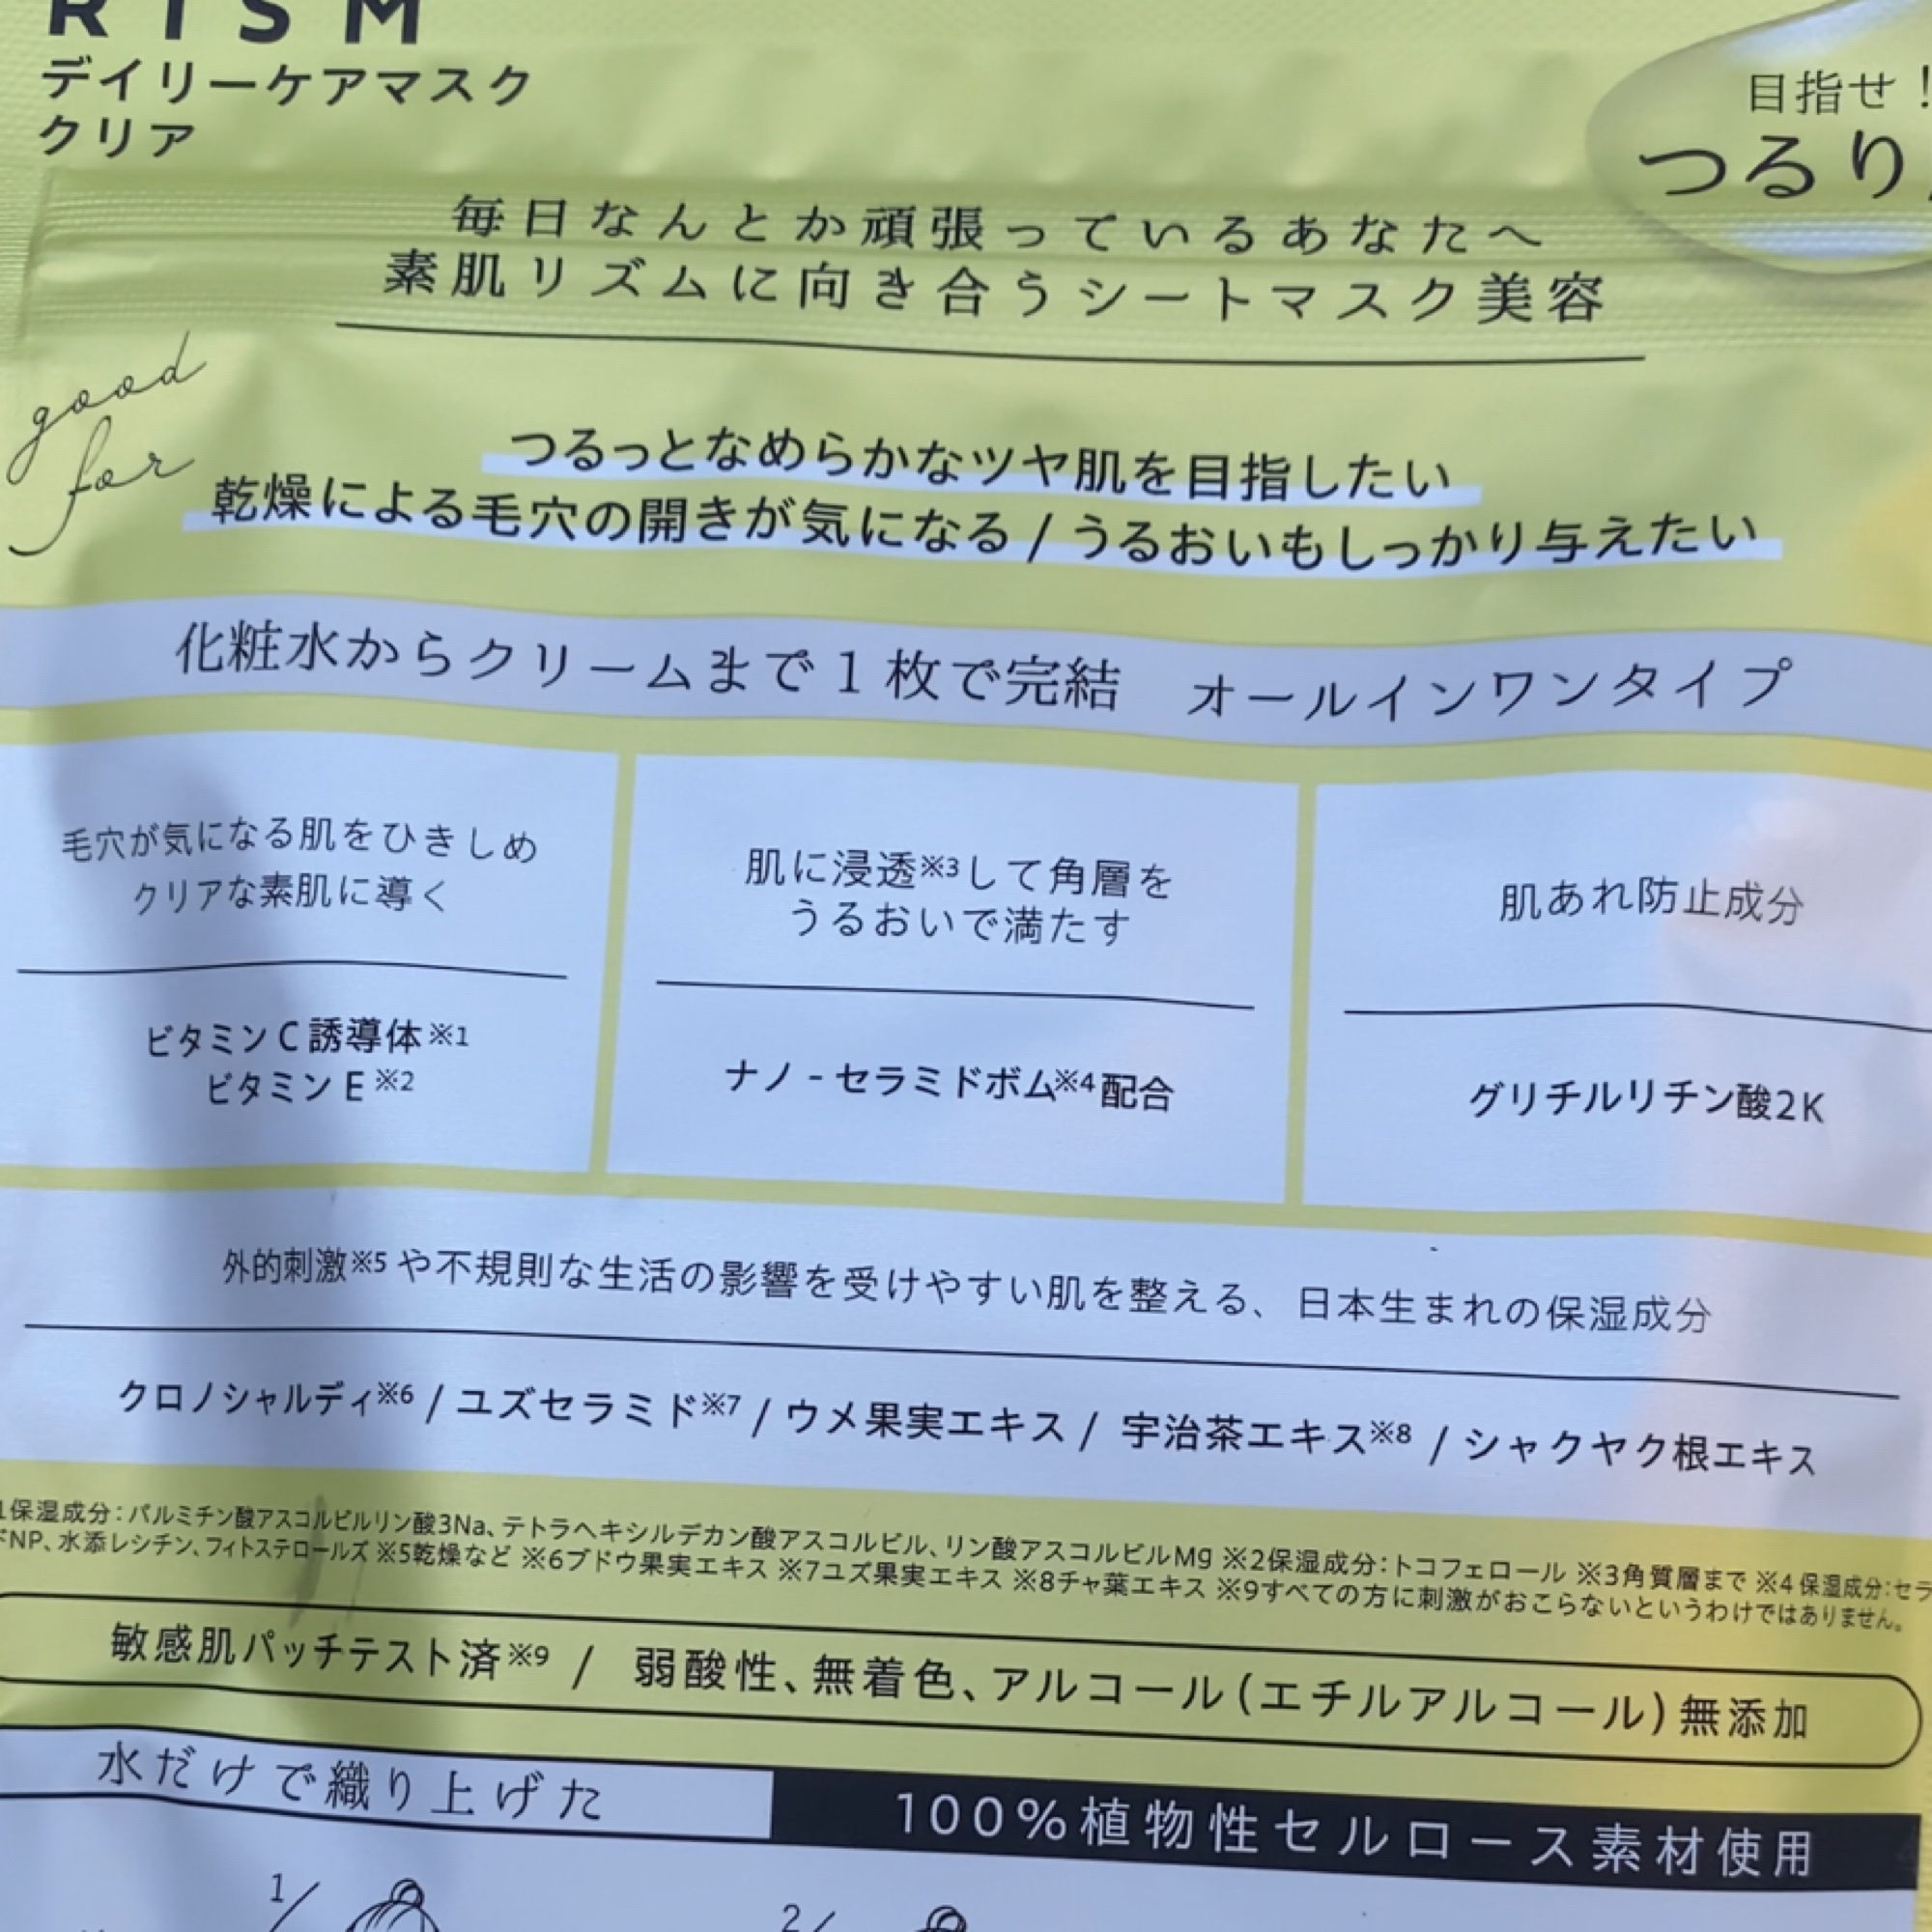 RISM
デイリーケアマスク
クリア
目指せ!
つるり
毎日なんとか頑張っているあなたへ
素肌リズムに向き合うシートマスク美容
good
for
つるっとなめらかなツヤ肌を目指したい
乾燥による毛穴の開きが気になる / うるおいもしっかり与えたい
化粧水からクリームまで1枚で完結 オールインワンタイプ
毛穴が気になる肌をひきしめ
クリアな素肌に導く
ビタミンC誘導体※1
ビタミンE※2
肌に浸透※3して角層を
うるおいで満たす
ナノ-セラミドボム※4配合
肌あれ防止成分
グリチルリチン酸2K
外的刺激※5や不規則な生活の影響を受けやすい肌を整える、日本生まれの保湿成分
クロノシャルディ※6 / ユズセラミド※7 / ウメ果実エキス / 宇治茶エキス※8 / シャクヤク根エキス
1保湿成分:パルミチン酸アスコルビルリン酸3Na、テトラヘキシルデカン酸アスコルビル、リン酸アスコルビルMg ※2保湿成分:トコフェロール ※3角質層まで ※4保湿成分:セラ
ドNP、水添レシチン、フィトステロールズ ※5乾燥など ※6ブドウ果実エキス ※7ユズ果実エキス ※8チャ葉エキス ※9すべての方に刺激がおこらないというわけではありません。
敏感肌パッチテスト済※9 / 弱酸性、無着色、アルコール(エチルアルコール)無添加
水だけで織り上げた
100%植物性セルロース素材使用
1/
2/